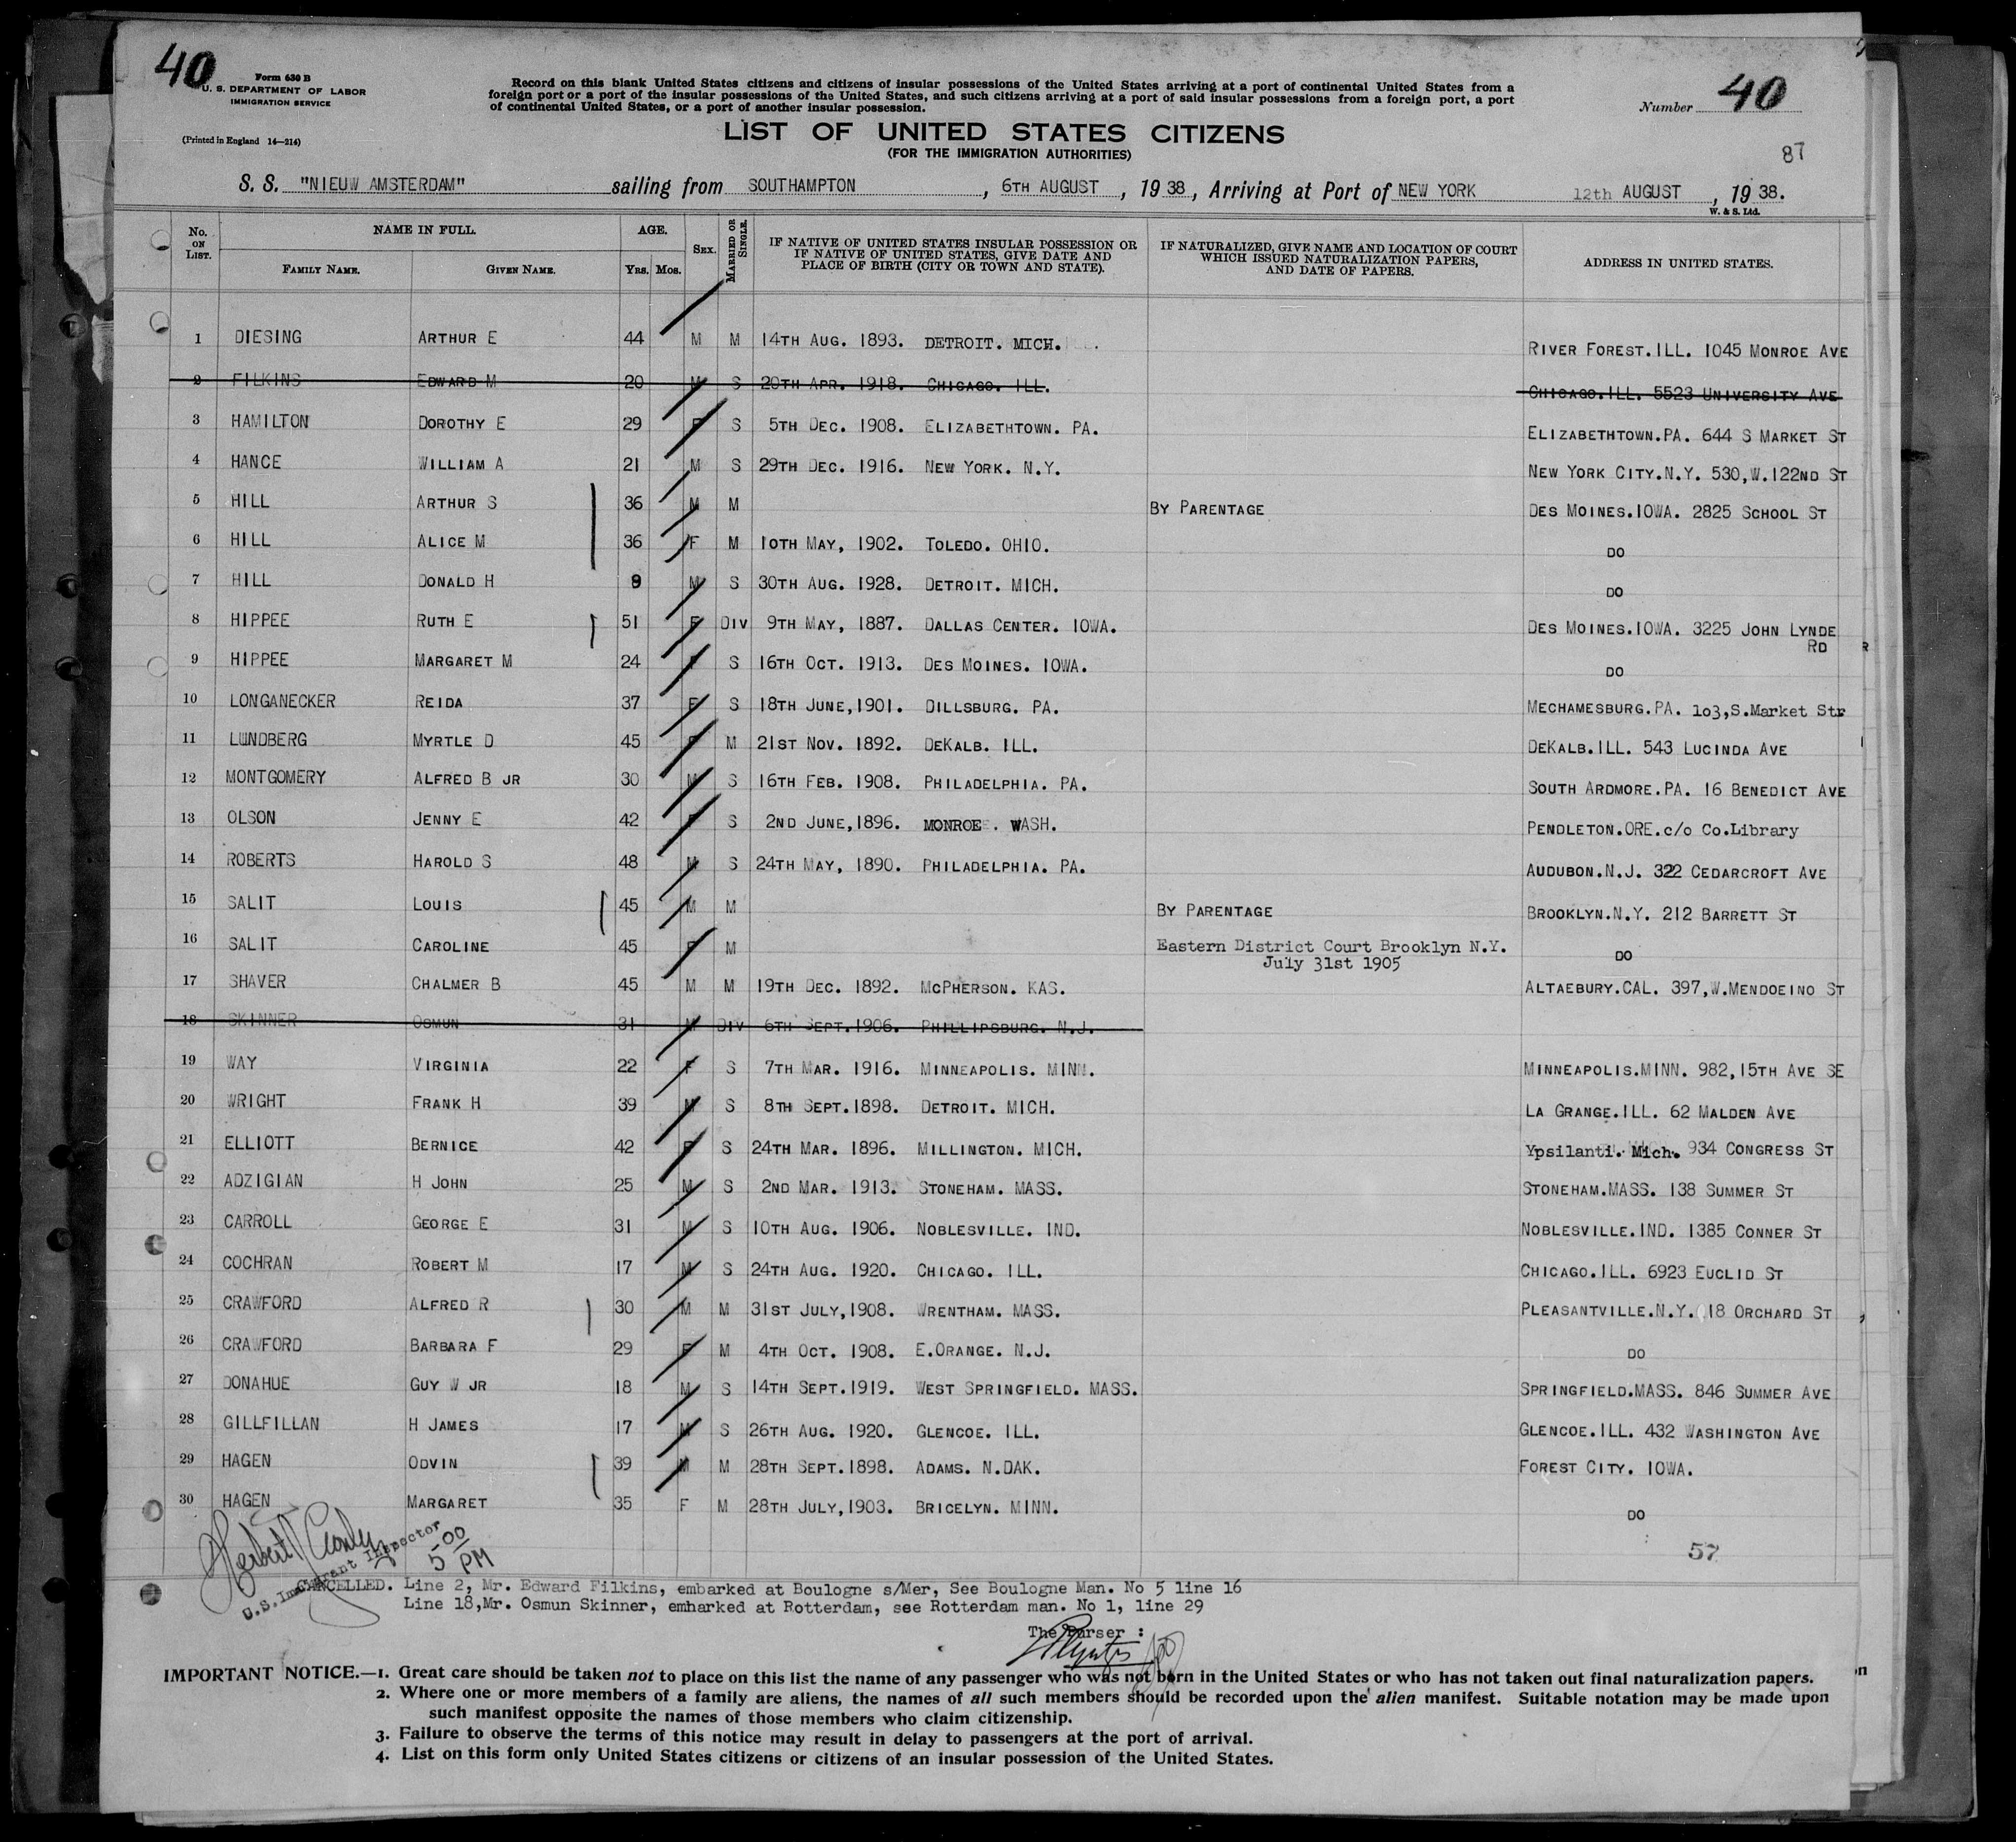 40
Form 630 B
U. S. DEPARTMENT OF LABOR
IMMIGRATION SERVICE
(Printed in England 14—214)
Record on this blank United States citizens and citizens of insular possessions of the United States arriving at a port of continental United States from a
foreign port or a port of the insular possessions of the United States, and such citizens arriving at a port of said insular possessions from a foreign port, a port
of continental United States, or a port of another insular possession.
Number 40
LIST OF UNITED STATES CITIZENS
(FOR THE IMMIGRATION AUTHORITIES)
87
S. S. "NIEUW AMSTERDAM" sailing from SOUTHAMPTON, 6TH AUGUST, 1938, Arriving at Port of NEW YORK 12th AUGUST, 1938.
W. & S. Ltd.
No. ON LIST. NAME IN FULL. FAMILY NAME. GIVEN NAME. AGE. YRS. MOS. SEX. MARRIED OR SINGLE. IF NATIVE OF UNITED STATES INSULAR POSSESSION OR IF NATIVE OF UNITED STATES, GIVE DATE AND PLACE OF BIRTH (CITY OR TOWN AND STATE). IF NATURALIZED, GIVE NAME AND LOCATION OF COURT WHICH ISSUED NATURALIZATION PAPERS, AND DATE OF PAPERS. ADDRESS IN UNITED STATES.
1 DIESING ARTHUR E 44 M M 14TH AUG. 1893. DETROIT. MICH. RIVER FOREST.ILL. 1045 MONROE AVE
2 FILKINS EDWARD M 20 M S 20TH APR. 1918. CHICAGO. ILL. CHICAGO.ILL. 5523 UNIVERSITY AVE
3 HAMILTON DOROTHY E 29 F S 5TH DEC. 1908. ELIZABETHTOWN. PA. ELIZABETHTOWN.PA. 644 S MARKET ST
4 HANCE WILLIAM A 21 M S 29TH DEC. 1916. NEW YORK. N.Y. NEW YORK CITY.N.Y. 530,W.122ND ST
5 HILL ARTHUR S 36 M M BY PARENTAGE DES MOINES.IOWA. 2825 SCHOOL ST
6 HILL ALICE M 36 F M 10TH MAY, 1902. TOLEDO. OHIO. DO
7 HILL DONALD H 9 M S 30TH AUG. 1928. DETROIT. MICH. DO
8 HIPPEE RUTH E 51 F DIV 9TH MAY, 1887. DALLAS CENTER. IOWA. DES MOINES.IOWA. 3225 JOHN LYNDE RD
9 HIPPEE MARGARET M 24 F S 16TH OCT. 1913. DES MOINES. IOWA. DO
10 LONGANECKER REIDA 37 F S 18TH JUNE,1901. DILLSBURG. PA. MECHAMESBURG.PA. 103,S.Market Str
11 LUNDBERG MYRTLE D 45 F M 21ST NOV. 1892. DEKALB. ILL. DEKALB.ILL. 543 LUCINDA AVE
12 MONTGOMERY ALFRED B JR 30 M S 16TH FEB. 1908. PHILADELPHIA. PA. SOUTH ARDMORE.PA. 16 BENEDICT AVE
13 OLSON JENNY E 42 F S 2ND JUNE,1896. MONROE. WASH. PENDLETON.ORE.c/o Co.Library
14 ROBERTS HAROLD S 48 M S 24TH MAY, 1890. PHILADELPHIA. PA. AUDUBON.N.J. 322 CEDARCROFT AVE
15 SALIT LOUIS 45 M M BY PARENTAGE BROOKLYN.N.Y. 212 BARRETT ST
16 SALIT CAROLINE 45 F M Eastern District Court Brooklyn N.Y. July 31st 1905 DO
17 SHAVER CHALMER B 45 M M 19TH DEC. 1892. MCPHERSON. KAS. ALTAEBURY.CAL. 397,W.MENDOEINO ST
18 SKINNER OSMUN 31 M DIV 6TH SEPT.1906. PHILLIPSBURG. N.J.
19 WAY VIRGINIA 22 F S 7TH MAR. 1916. MINNEAPOLIS. MINN. MINNEAPOLIS.MINN. 982,15TH AVE SE
20 WRIGHT FRANK H 39 M S 8TH SEPT.1898. DETROIT. MICH. LA GRANGE.ILL. 62 MALDEN AVE
21 ELLIOTT BERNICE 42 F S 24TH MAR. 1896. MILLINGTON. MICH. Ypsilanti. Mich. 934 CONGRESS ST
22 ADZIGIAN H JOHN 25 M S 2ND MAR. 1913. STONEHAM. MASS. STONEHAM.MASS. 138 SUMMER ST
23 CARROLL GEORGE E 31 M S 10TH AUG. 1906. NOBLESVILLE. IND. NOBLESVILLE.IND. 1385 CONNER ST
24 COCHRAN ROBERT M 17 M S 24TH AUG. 1920. CHICAGO. ILL. CHICAGO.ILL. 6923 EUCLID ST
25 CRAWFORD ALFRED R 30 M M 31ST JULY,1908. WRENTHAM. MASS. PLEASANTVILLE.N.Y. 18 ORCHARD ST
26 CRAWFORD BARBARA F 29 F M 4TH OCT. 1908. E.ORANGE. N.J. DO
27 DONAHUE GUY W JR 18 M S 14TH SEPT.1919. WEST SPRINGFIELD. MASS. SPRINGFIELD.MASS. 846 SUMMER AVE
28 GILLFILLAN H JAMES 17 M S 26TH AUG. 1920. GLENCOE. ILL. GLENCOE.ILL. 432 WASHINGTON AVE
29 HAGEN ODVIN 39 M M 28TH SEPT.1898. ADAMS. N.DAK. FOREST CITY. IOWA.
30 HAGEN MARGARET 35 F M 28TH JULY,1903. BRICELYN. MINN. DO
57
Herbert
U.S. Immigrant Inspector
5 00 PM
CANCELLED. Line 2, Mr. Edward Filkins, embarked at Boulogne s/Mer, See Boulogne Man. No 5 line 16
Line 18,Mr. Osmun Skinner, emharked at Rotterdam, see Rotterdam man. No 1, line 29
The Purser :
IMPORTANT NOTICE.—1. Great care should be taken not to place on this list the name of any passenger who was not born in the United States or who has not taken out final naturalization papers.
2. Where one or more members of a family are aliens, the names of all such members should be recorded upon the alien manifest. Suitable notation may be made upon
such manifest opposite the names of those members who claim citizenship.
3. Failure to observe the terms of this notice may result in delay to passengers at the port of arrival.
4. List on this form only United States citizens or citizens of an insular possession of the United States.